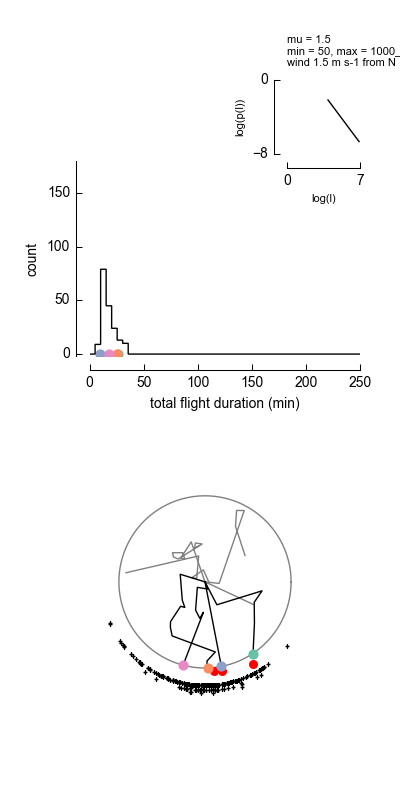 mu = 1.5
min = 50, max = 1000_
wind 1.5 m s-1 from N
0
−8
log(p(l))
0 7
log(l)
150
100
50
0
count
0 50 100 150 200 250
total flight duration (min)